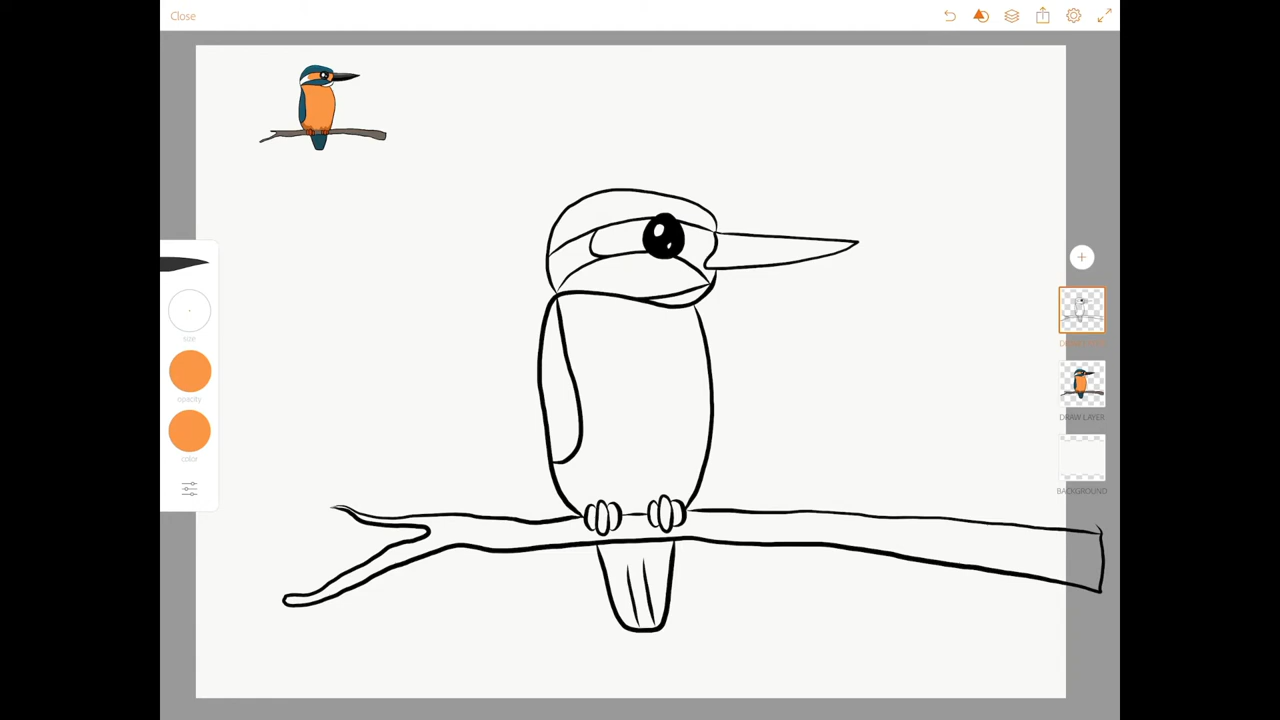 Close
size
opacity
color
DRAW LAYER
BACKGROUND